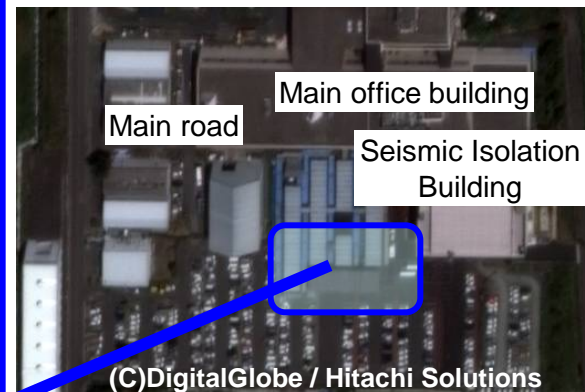 Main office building
Main road
Seismic Isolation
Building
(C)DigitalGlobe / Hitachi Solutions